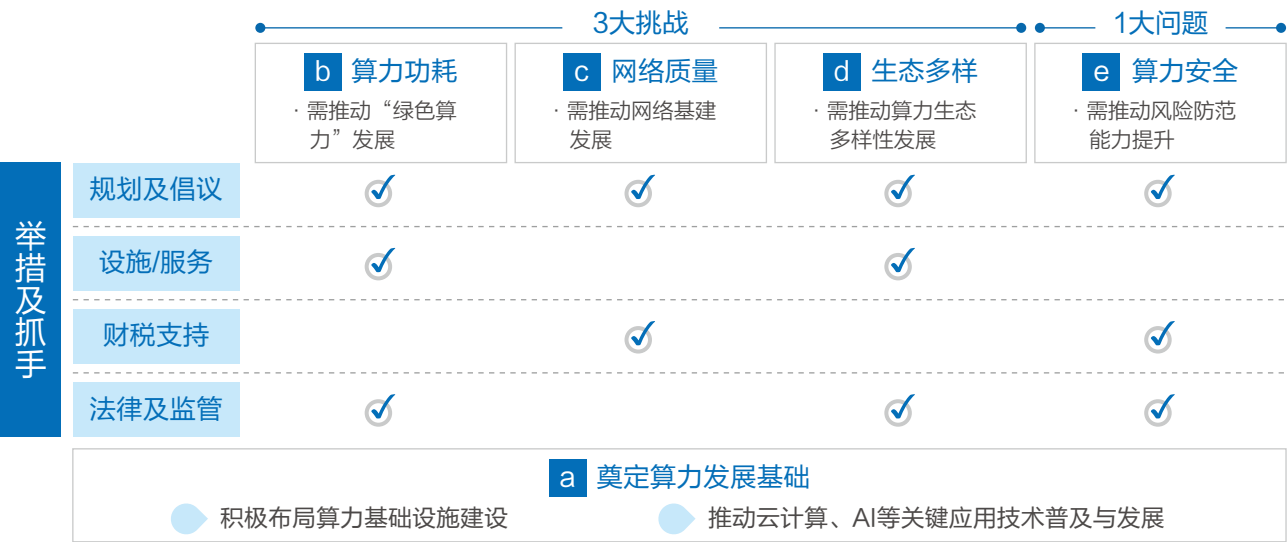 3大挑战
1大问题
b 算力功耗
· 需推动“绿色算
力”发展
c 网络质量
· 需推动网络基建
发展
d 生态多样
· 需推动算力生态
多样性发展
e 算力安全
· 需推动风险防范
能力提升
举措及抓手
规划及倡议
设施/服务
财税支持
法律及监管
a 奠定算力发展基础
积极布局算力基础设施建设
推动云计算、AI等关键应用技术普及与发展